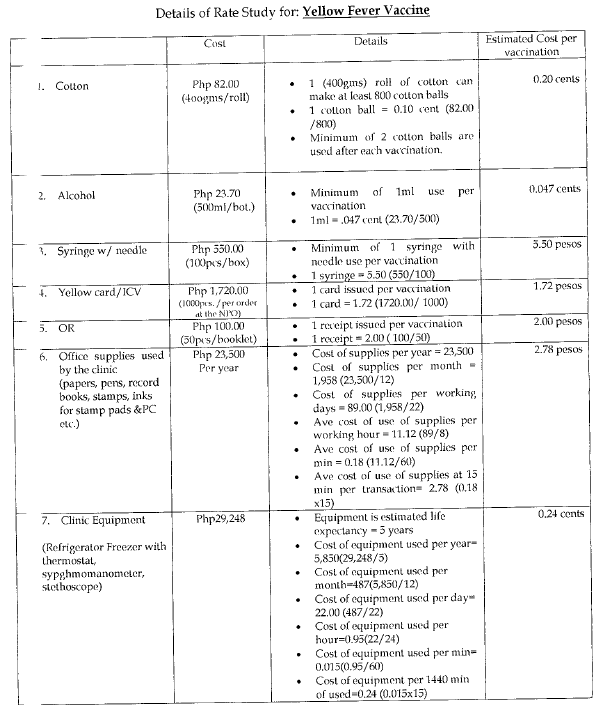 Details of Rate Study for: Yellow Fever Vaccine
Cost
Details
Estimated Cost per
vaccination
1. Cotton
Php 82.00
(4oogms/roll)
• 1 (400gms) roll of cotton can
make at least 800 cotton balls
• 1 cotton ball = 0.10 cent (82.00
/800)
• Minimum of 2 cotton balls are
used after each vaccination.
0.20 cents
2. Alcohol
Php 23.70
(500ml/bot.)
• Minimum of 1ml use per
vaccination
• 1ml = .047 cent (23.70/500)
0.047 cents
3. Syringe w/ needle
Php 550.00
(100pcs/box)
• Minimum of 1 syringe with
needle use per vaccination
• 1 syringe = 5.50 (550/100)
5.50 pesos
4. Yellow card/ICV
Php 1,720.00
(1000pcs. /per order
at the NPO)
• 1 card issued per vaccination
• 1 card = 1.72 (1720.00/ 1000)
1.72 pesos
5. OR
Php 100.00
(50pcs/booklet)
• 1 receipt issued per vaccination
• 1 receipt = 2.00 ( 100/50)
2.00 pesos
6. Office supplies used
by the clinic
(papers, pens, record
books, stamps, inks
for stamp pads &PC
etc.)
Php 23,500
Per year
• Cost of supplies per year = 23,500
• Cost of supplies per month =
1,958 (23,500/12)
• Cost of supplies per working
days = 89.00 (1,958/22)
• Ave cost of use of supplies per
working hour = 11.12 (89/8)
• Ave cost of use of supplies per
min = 0.18 (11.12/60)
• Ave cost of use of supplies at 15
min per transaction= 2.78 (0.18
x15)
2.78 pesos
7. Clinic Equipment
(Refrigerator Freezer with
thermostat,
sypghmomanometer,
stethoscope)
Php29,248
• Equipment is estimated life
expectancy = 5 years
• Cost of equipment used per year=
5,850(29,248/5)
• Cost of equipment used per
month=487(5,850/12)
• Cost of equipment used per day=
22.00 (487/22)
• Cost of equipment used per
hour=0.95(22/24)
• Cost of equipment used per min=
0.015(0.95/60)
• Cost of equipment per 1440 min
of used=0.24 (0.015x15)
0.24 cents